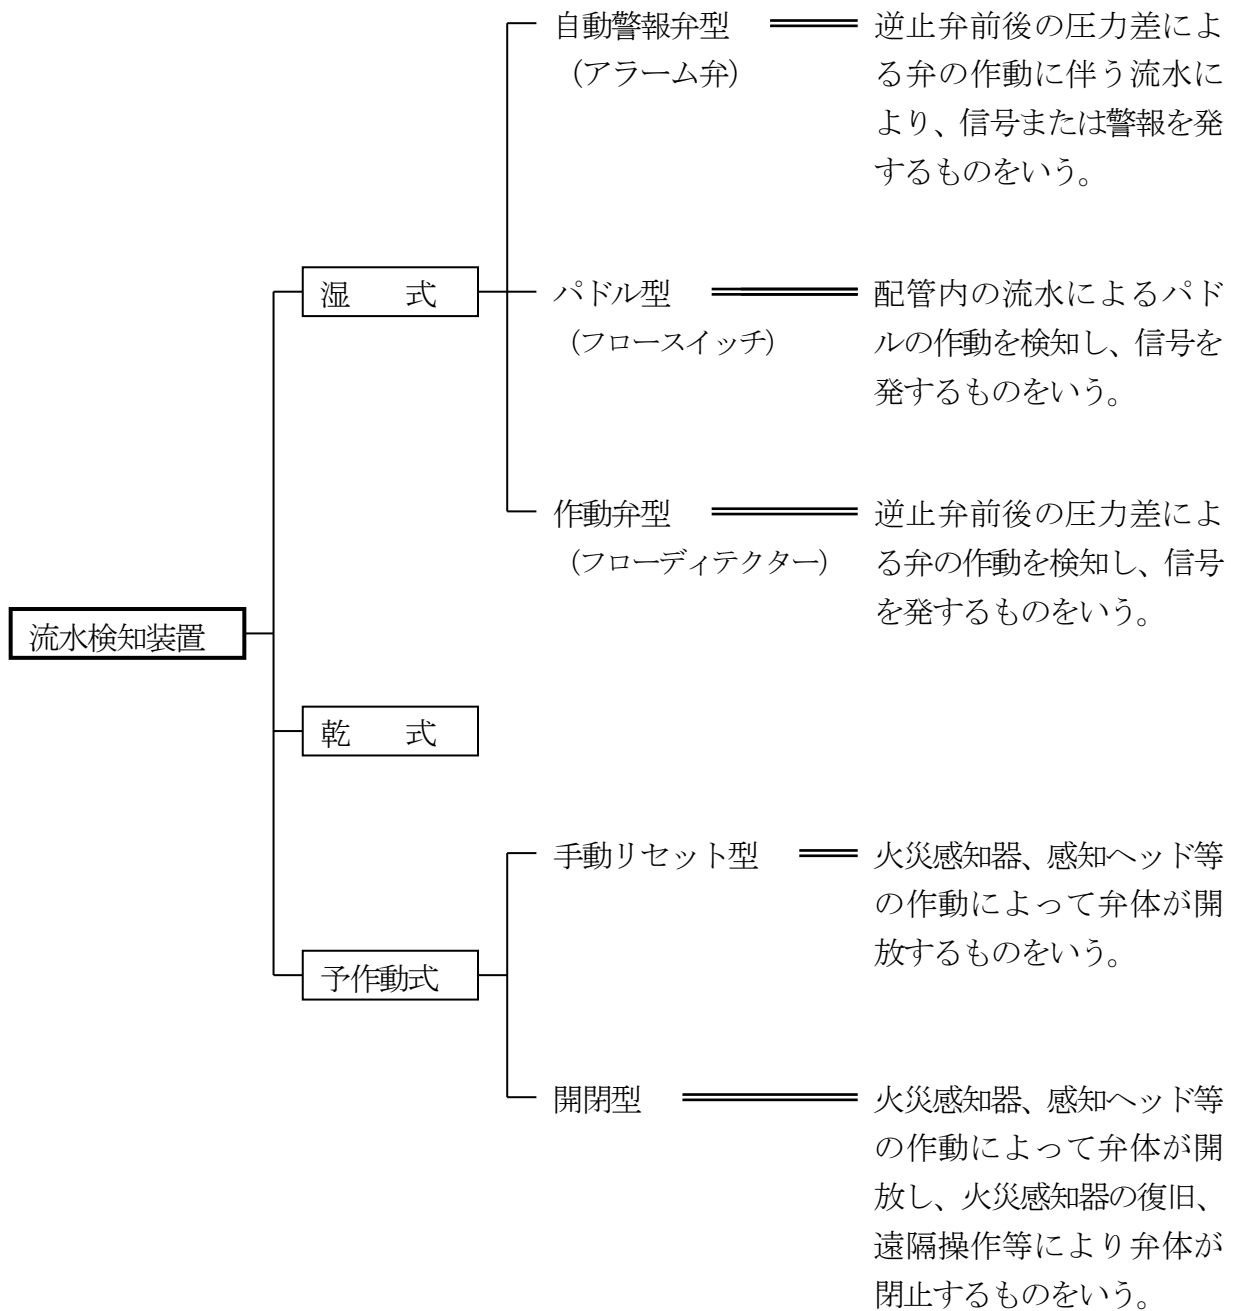 自動警報弁型
（アラーム弁）
逆止弁前後の圧力差によ
る弁の作動に伴う流水に
より、信号または警報を発
するものをいう。
湿　式
パドル型
（フロースイッチ）
配管内の流水によるパド
ルの作動を検知し、信号を
発するものをいう。
作動弁型
（フローディテクター）
逆止弁前後の圧力差によ
る弁の作動を検知し、信号
を発するものをいう。
流水検知装置
乾　式
手動リセット型
火災感知器、感知ヘッド等
の作動によって弁体が開
放するものをいう。
予作動式
開閉型
火災感知器、感知ヘッド等
の作動によって弁体が開
放し、火災感知器の復旧、
遠隔操作等により弁体が
閉止するものをいう。